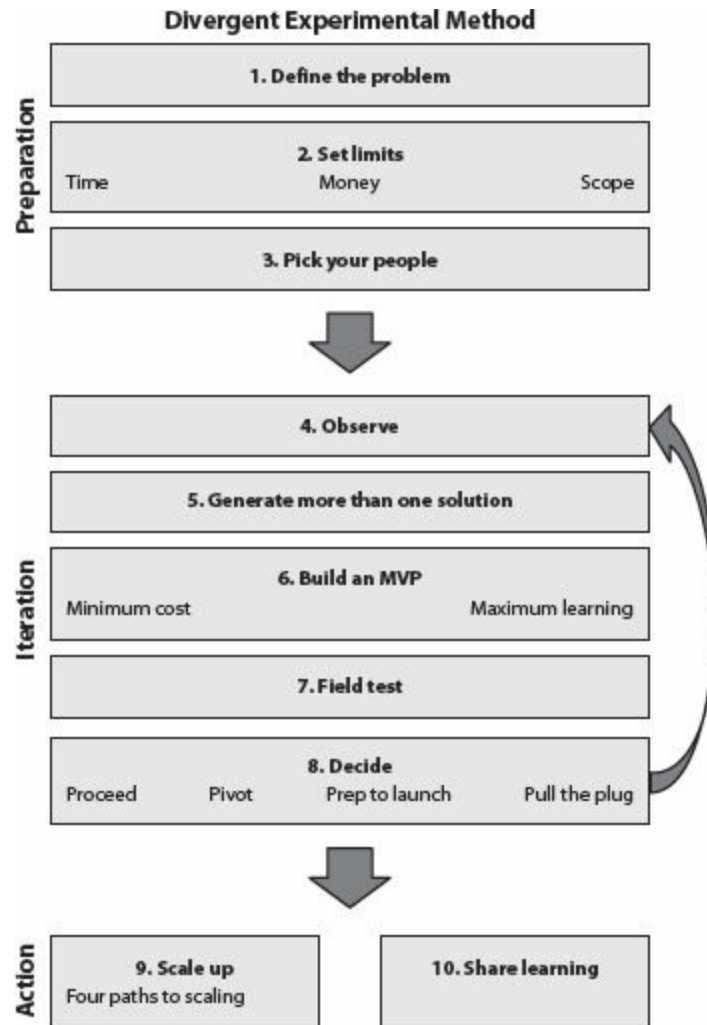 Divergent Experimental Method
Preparation
1. Define the problem
2. Set limits
Time Money Scope
3. Pick your people
Iteration
4. Observe
5. Generate more than one solution
6. Build an MVP
Minimum cost Maximum learning
7. Field test
8. Decide
Proceed Pivot Prep to launch Pull the plug
Action
9. Scale up
Four paths to scaling
10. Share learning